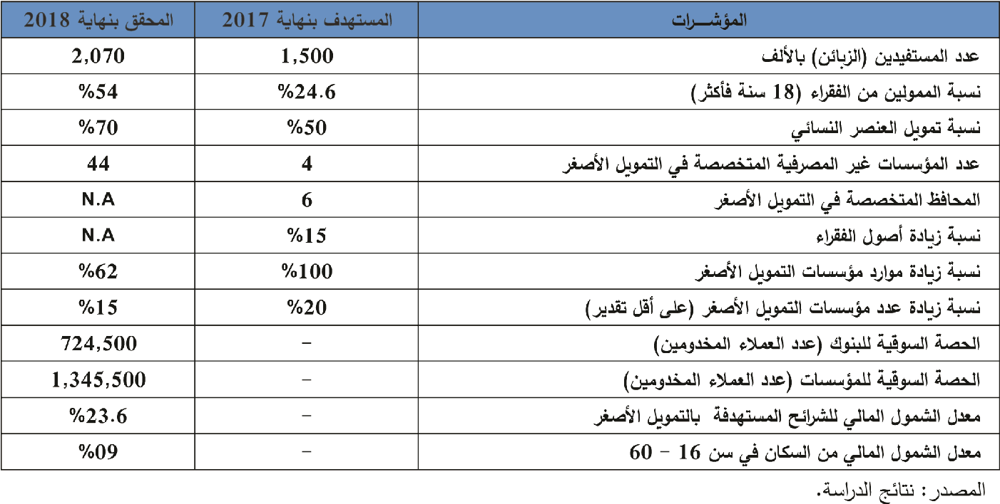 المؤشـــرات المستهدف بنهاية 2017 المحقق بنهاية 2018
عدد المستفيدين (الزبائن) بالألف 1,500 2,070
نسبة الممولين من الفقراء (18 سنة فأكثر) %24.6 %54
نسبة تمويل العنصر النسائي %50 %70
عدد المؤسسات غير المصرفية المتخصصة في التمويل الأصغر 4 44
المحافظ المتخصصة في التمويل الأصغر 6 N.A
نسبة زيادة أصول الفقراء %15 N.A
نسبة زيادة موارد مؤسسات التمويل الأصغر %100 %62
نسبة زيادة عدد مؤسسات التمويل الأصغر (على أقل تقدير) %20 %15
الحصة السوقية للبنوك (عدد العملاء المخدومين) – 724,500
الحصة السوقية للمؤسسات (عدد العملاء المخدومين) – 1,345,500
معدل الشمول المالي للشرائح المستهدفة بالتمويل الأصغر – %23.6
معدل الشمول المالي من السكان في سن 16 – 60 – %09
المصدر: نتائج الدراسة.